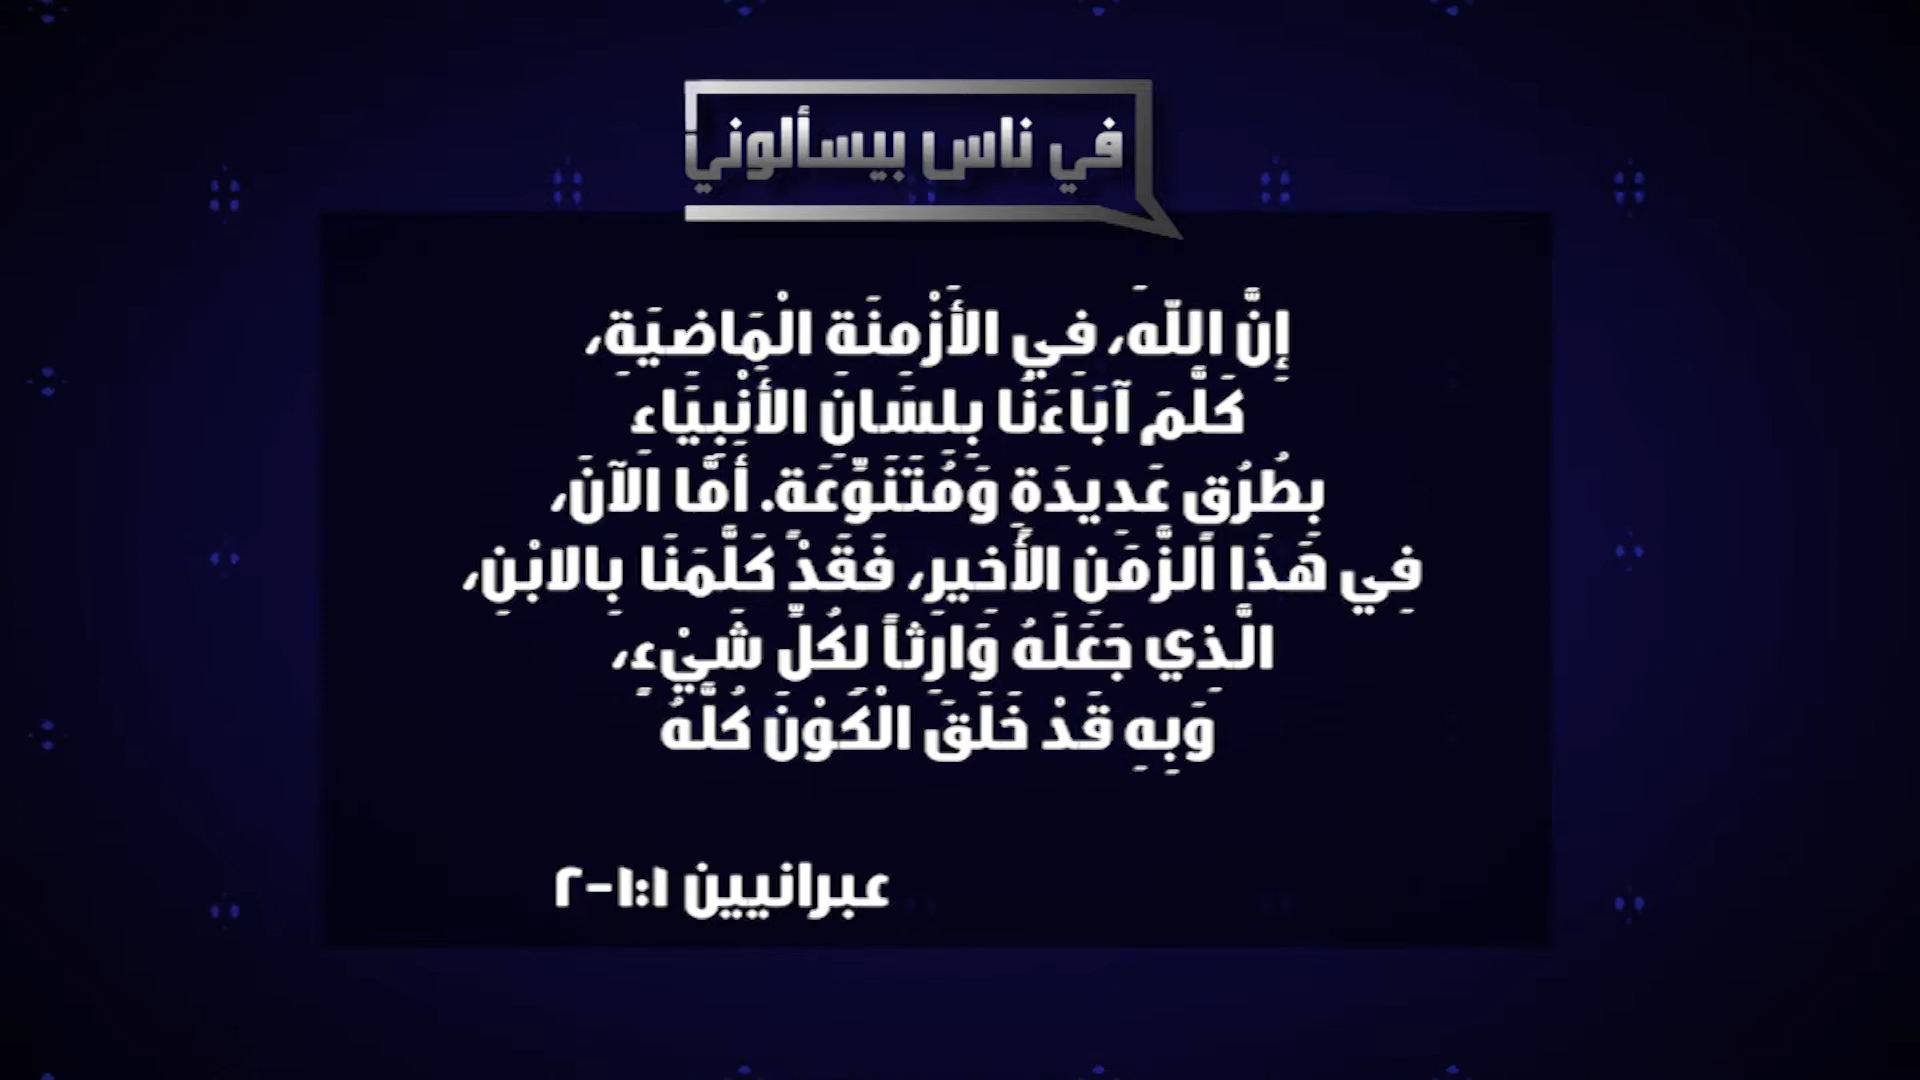 في ناس بيسألوني
إِنَّ اللّهَ، فِي الأَزْمِنَةِ الْمَاضِيَةِ،
كَلَّمَ آبَاءَنَا بِلِسَانِ الأَنْبِيَاءِ
بِطُرُقٍ عَدِيدَةٍ وَمُتَنَوِّعَةٍ. أَمَّا الآنَ،
فِي هَذَا الزَّمَنِ الأَخِيرِ، فَقَدْ كَلَّمَنَا بِالابْنِ،
الَّذِي جَعَلَهُ وَارِثاً لِكُلِّ شَيْءٍ،
وَبِهِ قَدْ خَلَقَ الْكَوْنَ كُلَّهُ
عبرانيين ١:١-٢